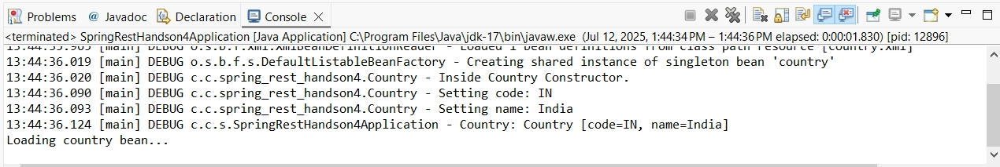 Problems @ Javadoc Declaration Console
<terminated> SpringRestHandson4Application [Java Application] C:\Program Files\Java\jdk-17\bin\javaw.exe (Jul 12, 2025, 1:44:34 PM – 1:44:36 PM elapsed: 0:00:01.830) [pid: 12896]
13:44:35.905 [main] DEBUG o.s.b.f.xml.XmlBeanDefinitionReader - Loaded 1 bean definitions from class path resource [country.xml]
13:44:36.019 [main] DEBUG o.s.b.f.s.DefaultListableBeanFactory - Creating shared instance of singleton bean 'country'
13:44:36.020 [main] DEBUG c.c.spring_rest_handson4.Country - Inside Country Constructor.
13:44:36.090 [main] DEBUG c.c.spring_rest_handson4.Country - Setting code: IN
13:44:36.093 [main] DEBUG c.c.spring_rest_handson4.Country - Setting name: India
13:44:36.124 [main] DEBUG c.c.s.SpringRestHandson4Application - Country: Country [code=IN, name=India]
Loading country bean...